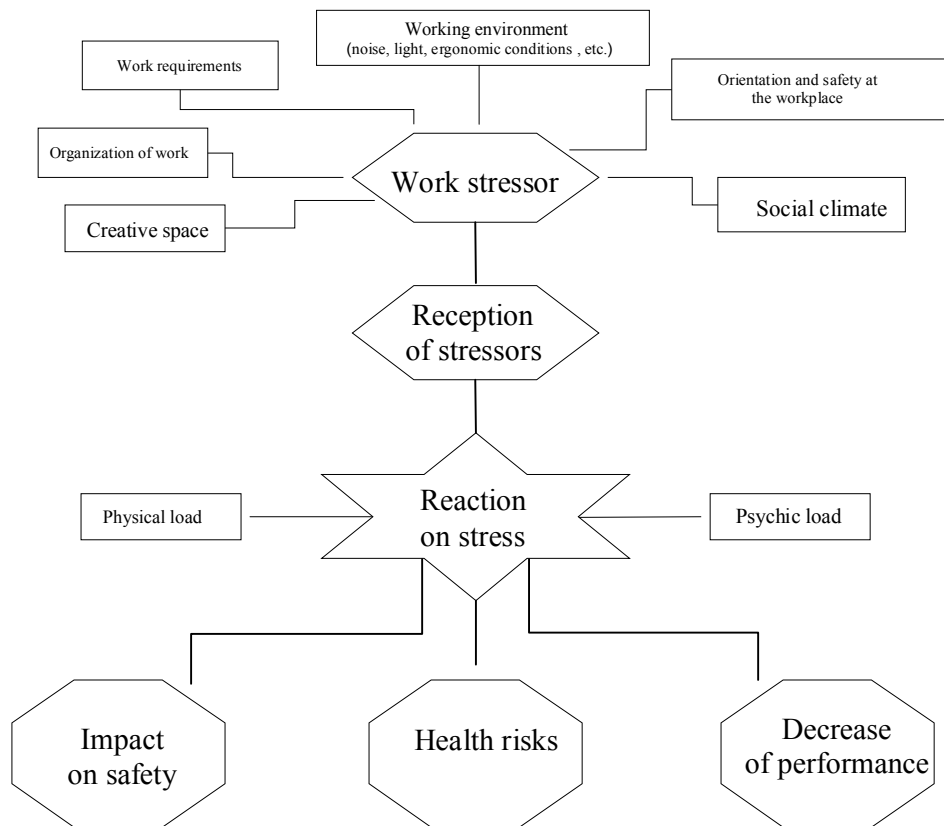 Working environment
(noise, light, ergonomic conditions , etc.)
Work requirements
Orientation and safety at
the workplace
Organization of work
Work stressor
Creative space
Social climate
Reception
of stressors
Reaction
on stress
Physical load
Psychic load
Impact
on safety
Health risks
Decrease
of performance